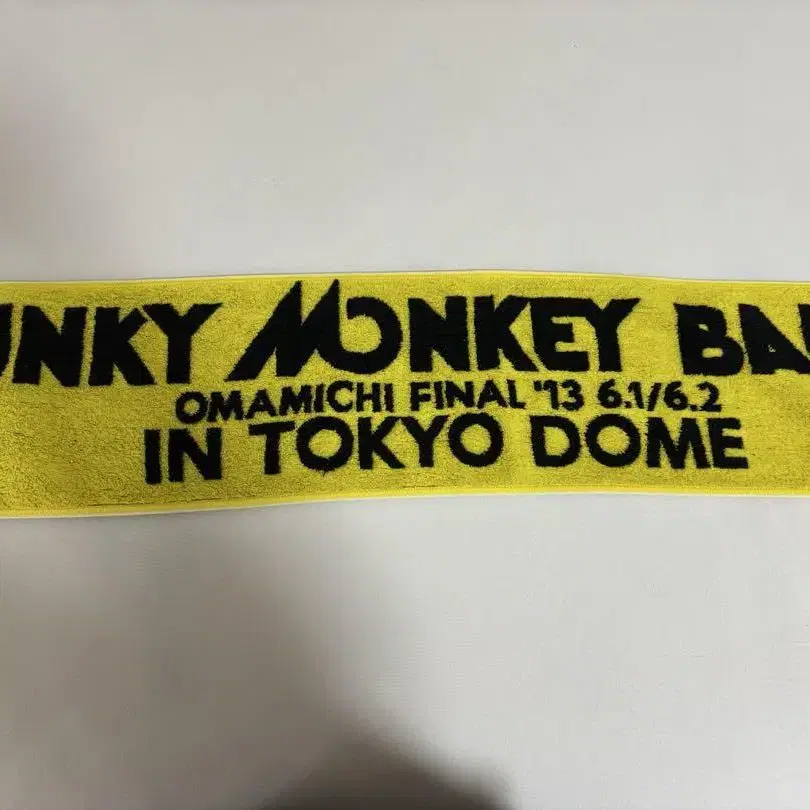 UNKY MONKEY BA
OMAMICHI FINAL '13 6.1/6.2
IN TOKYO DOME